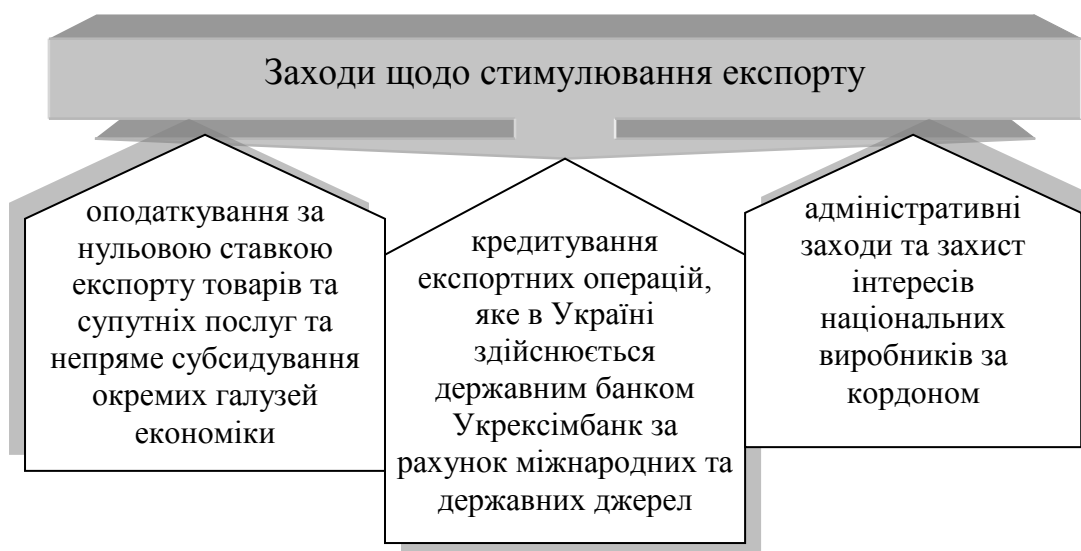 Заходи щодо стимулювання експорту
оподаткування за
нульовою ставкою
експорту товарів та
супутніх послуг та
непряме субсидування
окремих галузей
економіки
кредитування
експортних операцій,
яке в Україні
здійснюється
державним банком
Укрексімбанк за
рахунок міжнародних та
державних джерел
адміністративні
заходи та захист
інтересів
національних
виробників за
кордоном